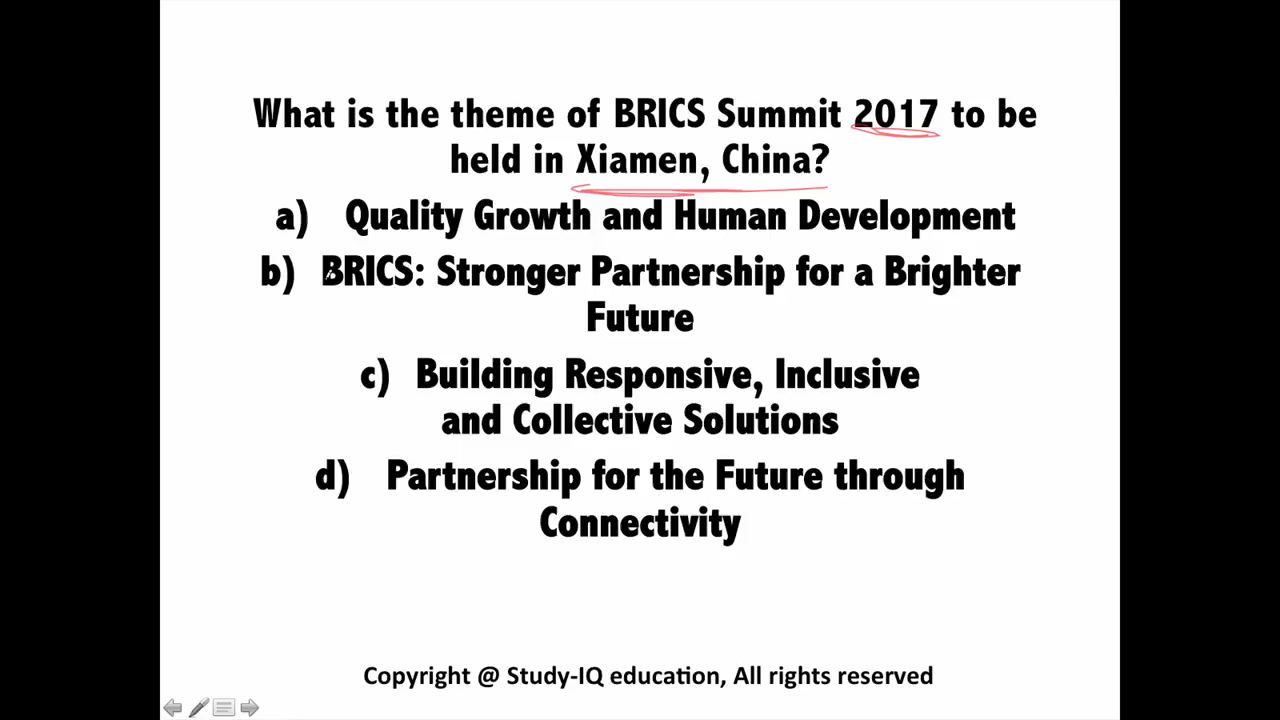 What is the theme of BRICS Summit 2017 to be
held in Xiamen, China?
a) Quality Growth and Human Development
b) BRICS: Stronger Partnership for a Brighter
Future
c) Building Responsive, Inclusive
and Collective Solutions
d) Partnership for the Future through
Connectivity
Copyright @ Study-IQ education, All rights reserved